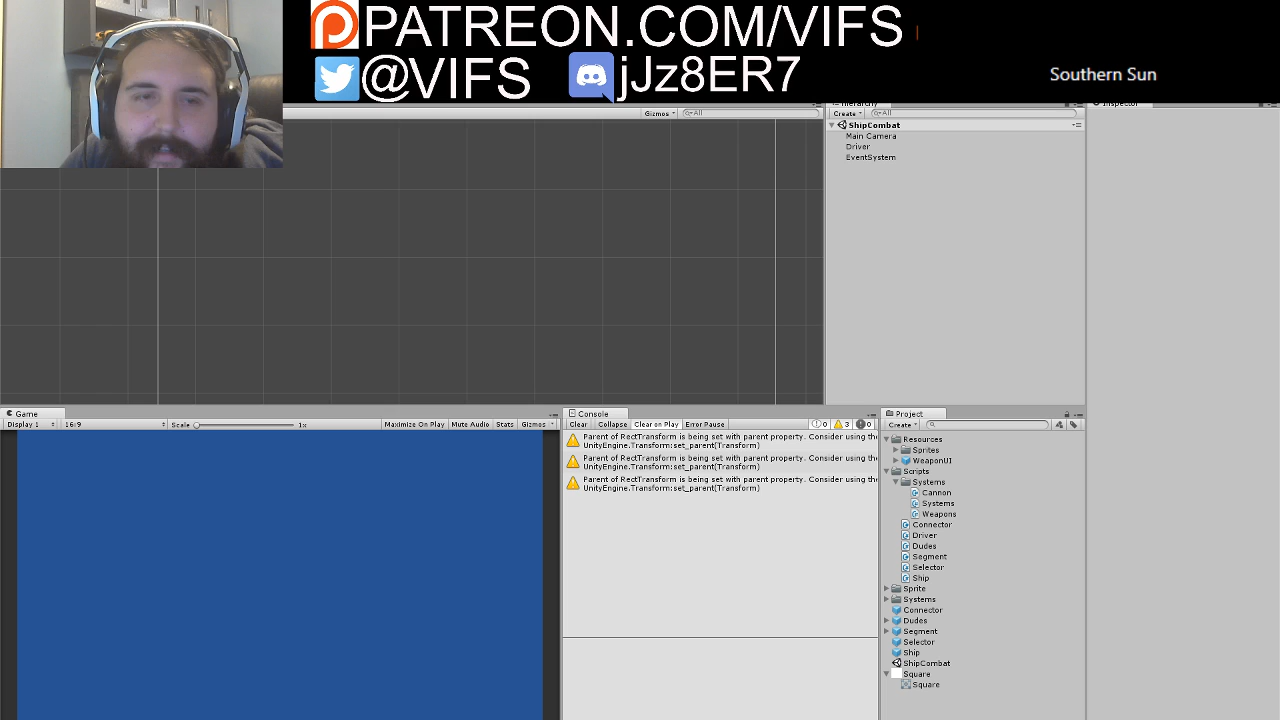 PATREON.COM/VIFS
@VIFS jJz8ER7
Southern Sun
Gizmos All
Hierarchy
Inspector
Create All
ShipCombat
Main Camera
Driver
EventSystem
Game
Display 1 16:9 Scale 1x Maximize On Play Mute Audio Stats Gizmos
Console
Clear Collapse Clear on Play Error Pause 0 3 0
Parent of RectTransform is being set with parent property. Consider using the
UnityEngine.Transform:set_parent(Transform)
Parent of RectTransform is being set with parent property. Consider using the
UnityEngine.Transform:set_parent(Transform)
Parent of RectTransform is being set with parent property. Consider using the
UnityEngine.Transform:set_parent(Transform)
Project
Create
Resources
Sprites
WeaponUI
Scripts
Systems
Cannon
Systems
Weapons
Connector
Driver
Dudes
Segment
Selector
Ship
Sprite
Systems
Connector
Dudes
Segment
Selector
Ship
ShipCombat
Square
Square